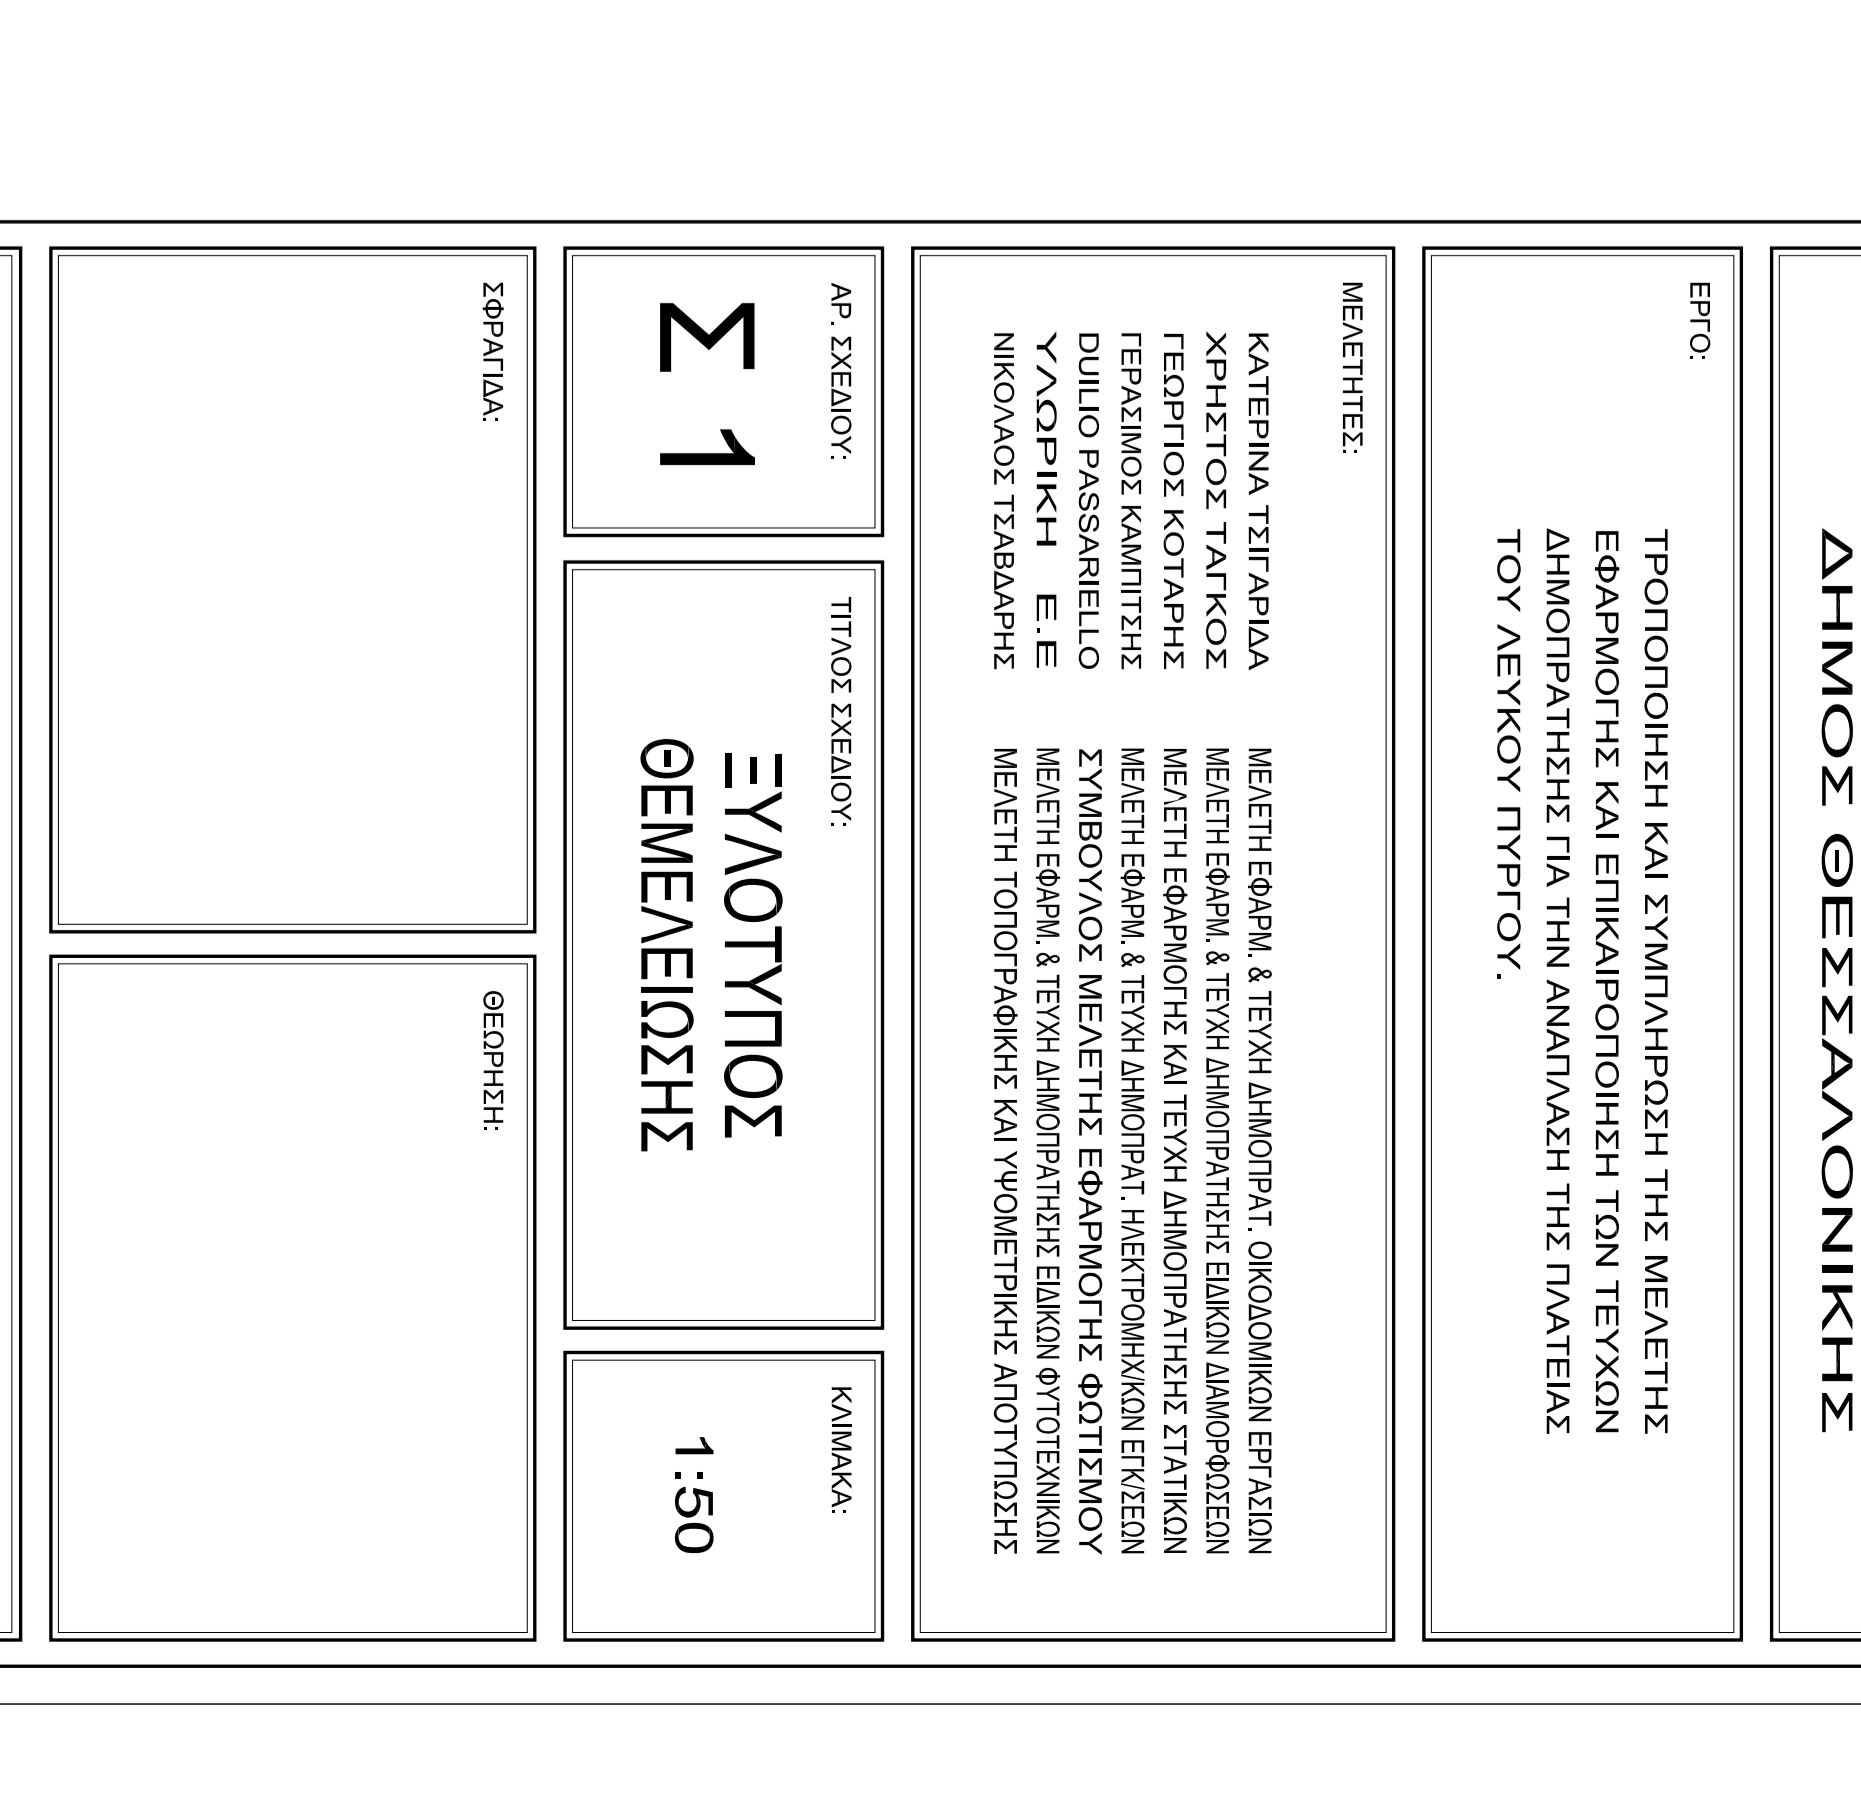 ΔΗΜΟΣ ΘΕΣΣΑΛΟΝΙΚΗΣ
ΕΡΓΟ:
ΤΡΟΠΟΠΟΙΗΣΗ ΚΑΙ ΣΥΜΠΛΗΡΩΣΗ ΤΗΣ ΜΕΛΕΤΗΣ
ΕΦΑΡΜΟΓΗΣ ΚΑΙ ΕΠΙΚΑΙΡΟΠΟΙΗΣΗ ΤΩΝ ΤΕΥΧΩΝ
ΔΗΜΟΠΡΑΤΗΣΗΣ ΓΙΑ ΤΗΝ ΑΝΑΠΛΑΣΗ ΤΗΣ ΠΛΑΤΕΙΑΣ
ΤΟΥ ΛΕΥΚΟΥ ΠΥΡΓΟΥ.
ΜΕΛΕΤΗΤΕΣ:
ΚΑΤΕΡΙΝΑ ΤΣΙΓΑΡΙΔΑ ΜΕΛΕΤΗ ΕΦΑΡΜ. & ΤΕΥΧΗ ΔΗΜΟΠΡΑΤ. ΟΙΚΟΔΟΜΙΚΩΝ ΕΡΓΑΣΙΩΝ
ΧΡΗΣΤΟΣ ΤΑΓΚΟΣ ΜΕΛΕΤΗ ΕΦΑΡΜ. & ΤΕΥΧΗ ΔΗΜΟΠΡΑΤΗΣΗΣ ΕΙΔΙΚΩΝ ΔΙΑΜΟΡΦΩΣΕΩΝ
ΓΕΩΡΓΙΟΣ ΚΟΤΑΡΗΣ ΜΕΛΕΤΗ ΕΦΑΡΜΟΓΗΣ ΚΑΙ ΤΕΥΧΗ ΔΗΜΟΠΡΑΤΗΣΗΣ ΣΤΑΤΙΚΩΝ
ΓΕΡΑΣΙΜΟΣ ΚΑΜΠΙΤΣΗΣ ΜΕΛΕΤΗ ΕΦΑΡΜ. & ΤΕΥΧΗ ΔΗΜΟΠΡΑΤ. ΗΛΕΚΤΡΟΜΗΧ/ΚΩΝ ΕΓΚ/ΣΕΩΝ
DUILIO PASSARIELLO ΣΥΜΒΟΥΛΟΣ ΜΕΛΕΤΗΣ ΕΦΑΡΜΟΓΗΣ ΦΩΤΙΣΜΟΥ
ΥΛΩΡΙΚΗ Ε.Ε ΜΕΛΕΤΗ ΕΦΑΡΜ. & ΤΕΥΧΗ ΔΗΜΟΠΡΑΤΗΣΗΣ ΕΙΔΙΚΩΝ ΦΥΤΟΤΕΧΝΙΚΩΝ
ΝΙΚΟΛΑΟΣ ΤΣΑΒΔΑΡΗΣ ΜΕΛΕΤΗ ΤΟΠΟΓΡΑΦΙΚΗΣ ΚΑΙ ΥΨΟΜΕΤΡΙΚΗΣ ΑΠΟΤΥΠΩΣΗΣ
ΑΡ. ΣΧΕΔΙΟΥ:
Σ 1
ΤΙΤΛΟΣ ΣΧΕΔΙΟΥ:
ΞΥΛΟΤΥΠΟΣ
ΘΕΜΕΛΕΙΩΣΗΣ
ΚΛΙΜΑΚΑ:
1:50
ΣΦΡΑΓΙΔΑ:
ΘΕΩΡΗΣΗ: